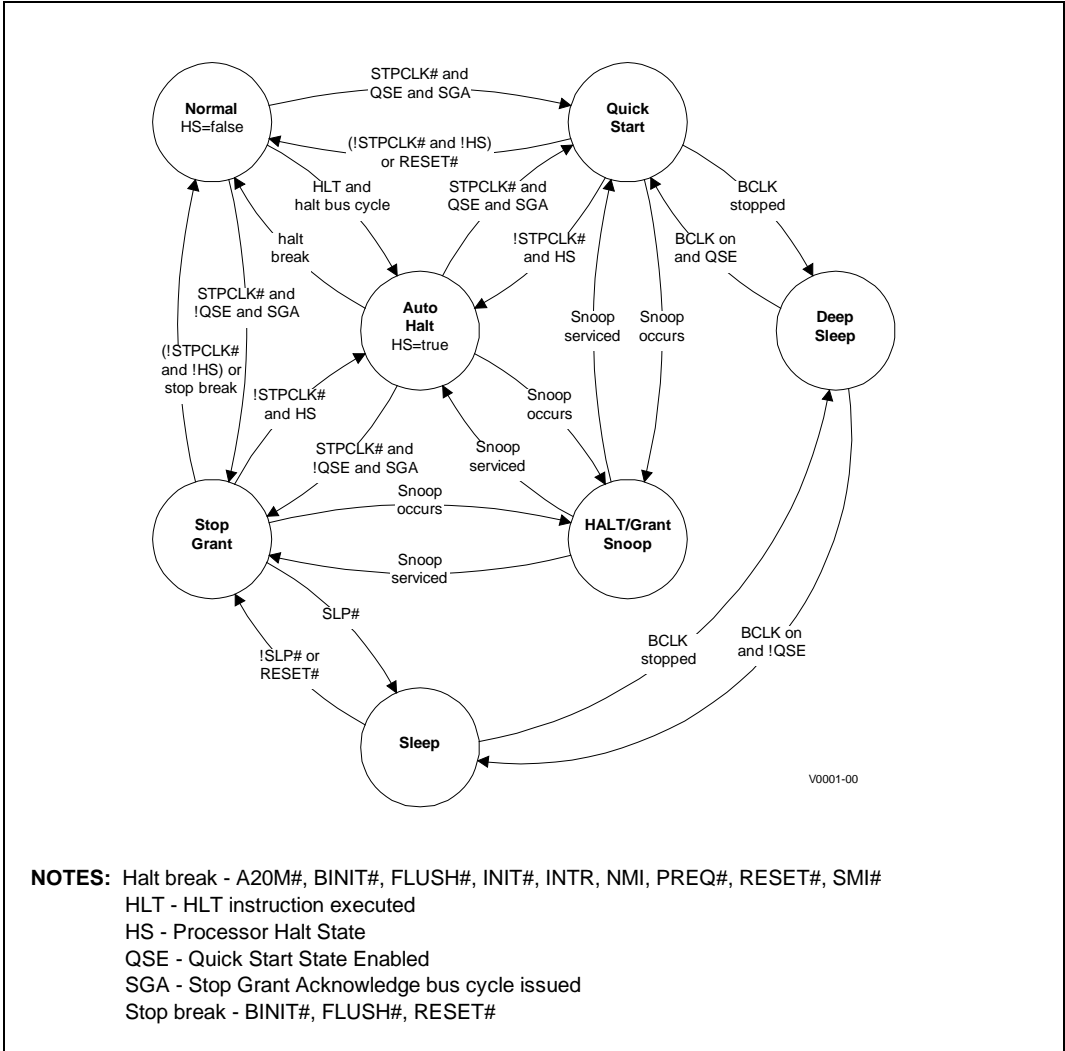 STPCLK# and
QSE and SGA
Normal
HS=false
Quick
Start
(!STPCLK# and !HS)
or RESET#
HLT and
halt bus cycle
STPCLK# and
QSE and SGA
BCLK
stopped
halt
break
!STPCLK#
and HS
BCLK on
and QSE
STPCLK# and
!QSE and SGA
Auto
Halt
HS=true
Snoop
serviced
Snoop
occurs
Deep
Sleep
(!STPCLK#
and !HS) or
stop break
!STPCLK#
and HS
Snoop
occurs
STPCLK# and
!QSE and SGA
Snoop
serviced
Stop
Grant
Snoop
occurs
HALT/Grant
Snoop
Snoop
serviced
SLP#
!SLP# or
RESET#
BCLK
stopped
BCLK on
and !QSE
Sleep
V0001-00
NOTES: Halt break - A20M#, BINIT#, FLUSH#, INIT#, INTR, NMI, PREQ#, RESET#, SMI#
HLT - HLT instruction executed
HS - Processor Halt State
QSE - Quick Start State Enabled
SGA - Stop Grant Acknowledge bus cycle issued
Stop break - BINIT#, FLUSH#, RESET#